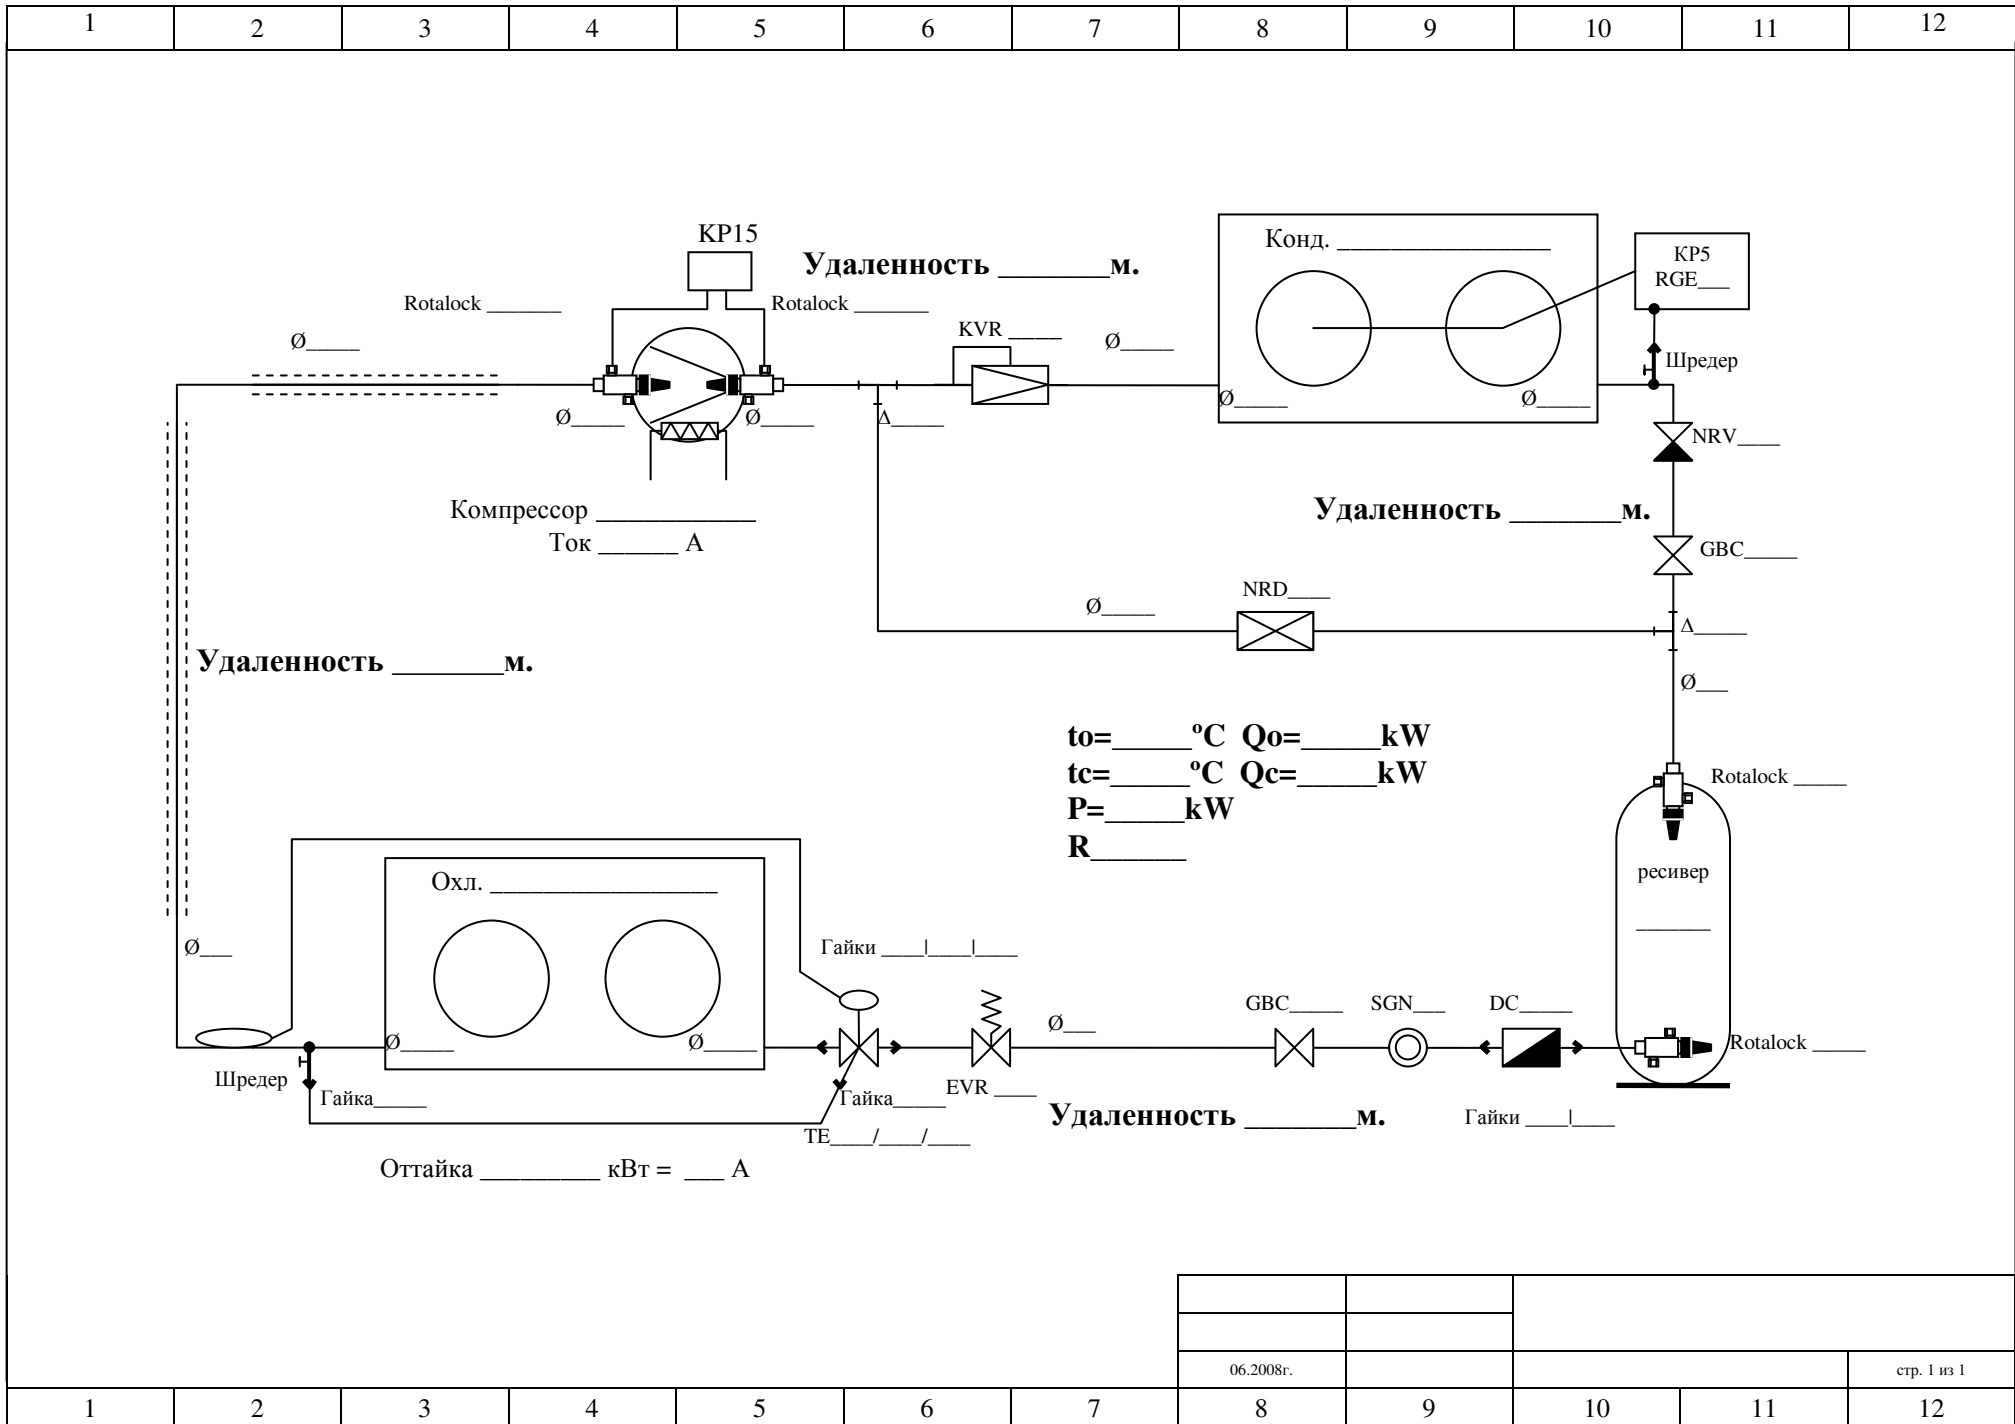 1 2 3 4 5 6 7 8 9 10 11 12
KP15
Удаленность _______м.
Конд. ________________
КР5
RGE___
Rotalock _______
Rotalock _______
KVR _____
Ø_____
Ø_____
Шредер
Ø_____
Ø_____
Δ_____
Ø_____
Ø_____
NRV____
Компрессор ____________
Ток ______ А
Удаленность _______м.
GBC_____
NRD____
Ø_____
Δ_____
Удаленность _______м.
Ø___
to=_____ºC Qo=_____kW
tc=_____ºC Qc=_____kW
P=_____kW
R______
Rotalock _____
ресивер
_______
Охл. _________________
Ø___
Гайки ____|____|____
GBC_____
SGN___
DC_____
Ø___
Ø_____
Ø_____
Rotalock _____
Шредер
Гайка_____
Гайка_____
EVR ____
Удаленность _______м.
Гайки ____|____
TE____/____/____
Оттайка _________ кВт = ___ А
06.2008г.
стр. 1 из 1
1 2 3 4 5 6 7 8 9 10 11 12